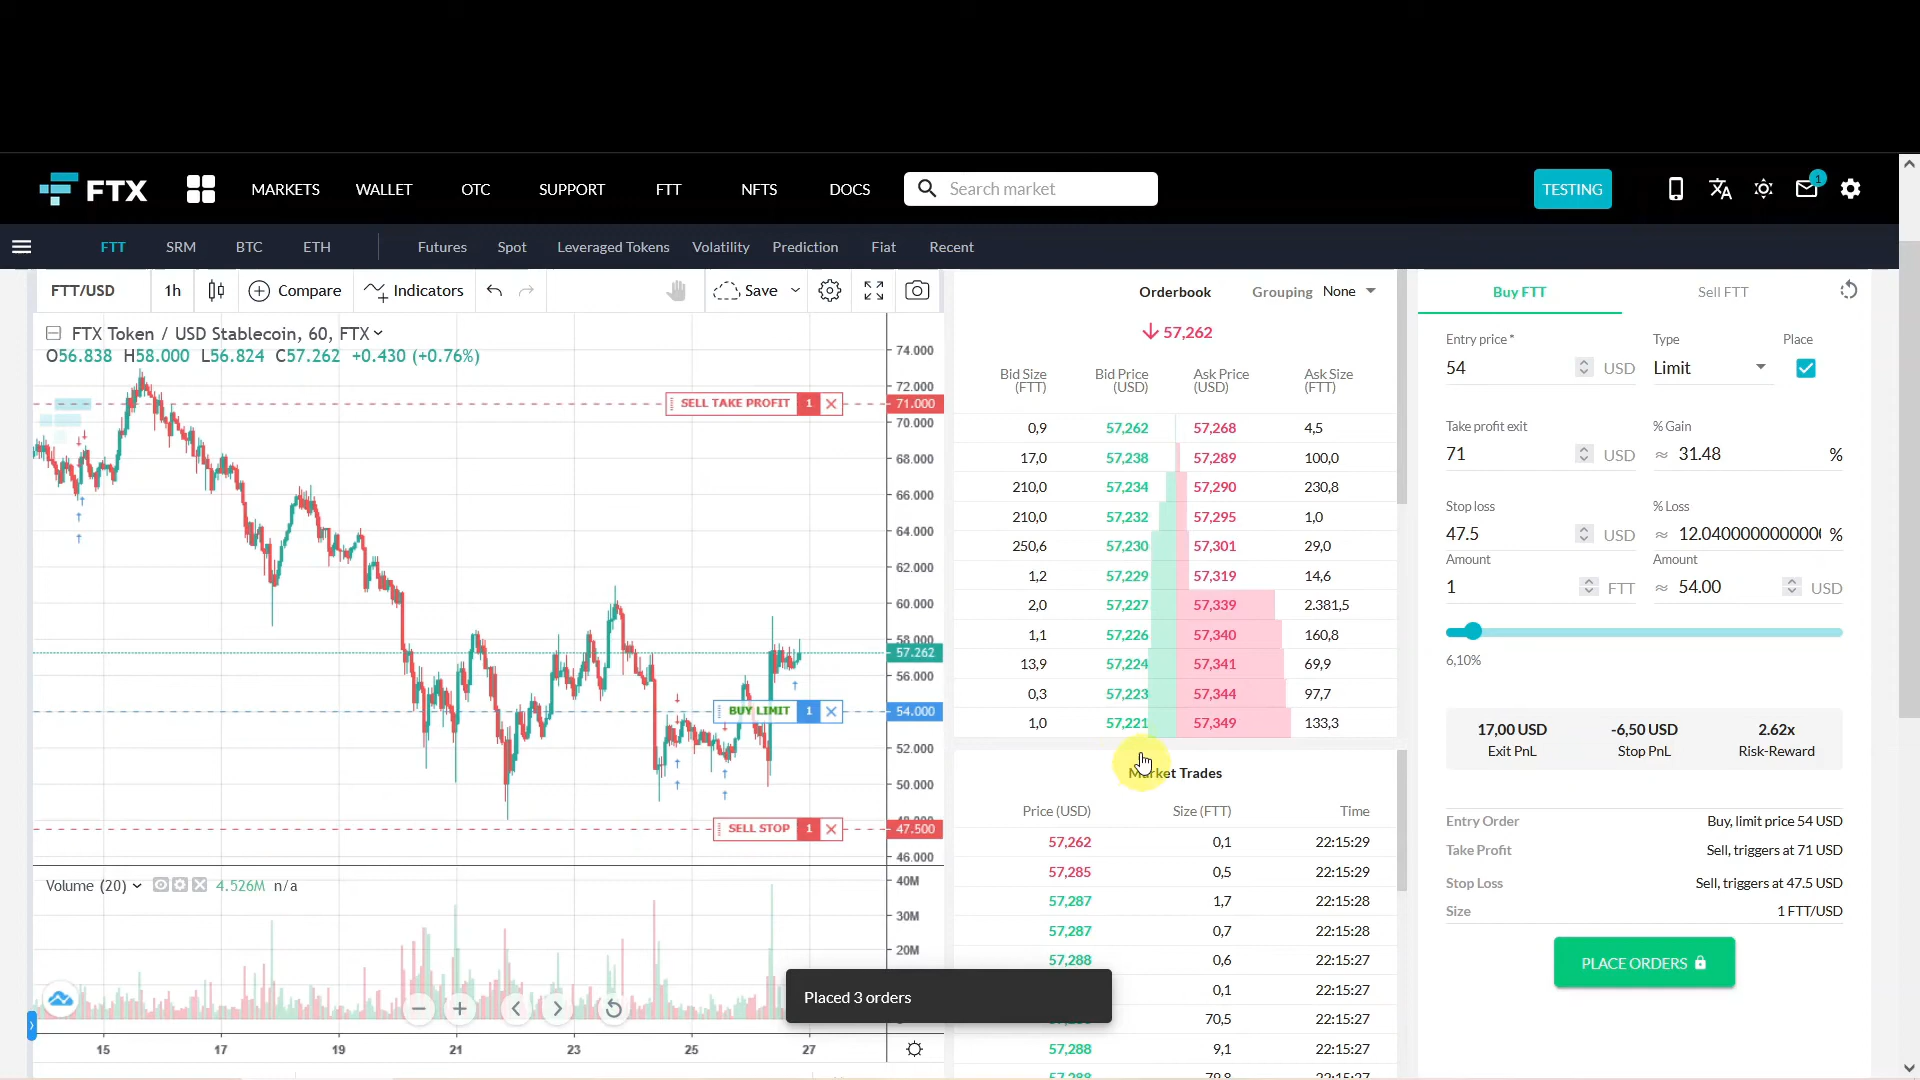 FTX
MARKETS
WALLET
OTC
SUPPORT
FTT
NFTS
DOCS
Search market
TESTING
1
FTT
SRM
BTC
ETH
Futures
Spot
Leveraged Tokens
Volatility
Prediction
Fiat
Recent
FTT/USD
1h
Compare
Indicators
Save
FTX Token / USD Stablecoin, 60, FTX
O56.838 H58.000 L56.824 C57.262 +0.430 (+0.76%)
74.000
72.000
SELL TAKE PROFIT 1
71.000
70.000
68.000
66.000
64.000
62.000
60.000
58.000
57.262
56.000
BUY LIMIT 1
54.000
52.000
50.000
SELL STOP 1
47.500
46.000
Volume (20) 4.526M n/a
40M
30M
20M
15
17
19
21
23
25
27
Orderbook
Grouping None
57,262
Bid Size (FTT)
Bid Price (USD)
Ask Price (USD)
Ask Size (FTT)
0,9 57,262 57,268 4,5
17,0 57,238 57,289 100,0
210,0 57,234 57,290 230,8
210,0 57,232 57,295 1,0
250,6 57,230 57,301 29,0
1,2 57,229 57,319 14,6
2,0 57,227 57,339 2.381,5
1,1 57,226 57,340 160,8
13,9 57,224 57,341 69,9
0,3 57,223 57,344 97,7
1,0 57,221 57,349 133,3
Market Trades
Price (USD) Size (FTT) Time
57,262 0,1 22:15:29
57,285 0,5 22:15:29
57,287 1,7 22:15:28
57,287 0,7 22:15:28
57,288 0,6 22:15:27
0,1 22:15:27
70,5 22:15:27
57,288 9,1 22:15:27
Placed 3 orders
Buy FTT
Sell FTT
Entry price*
Type
Place
54 USD
Limit
Take profit exit
% Gain
71 USD
≈ 31.48 %
Stop loss
% Loss
47.5 USD
≈ 12.0400000000000 %
Amount
Amount
1 FTT
≈ 54.00 USD
6,10%
17,00 USD
Exit PnL
-6,50 USD
Stop PnL
2.62x
Risk-Reward
Entry Order Buy, limit price 54 USD
Take Profit Sell, triggers at 71 USD
Stop Loss Sell, triggers at 47.5 USD
Size 1 FTT/USD
PLACE ORDERS